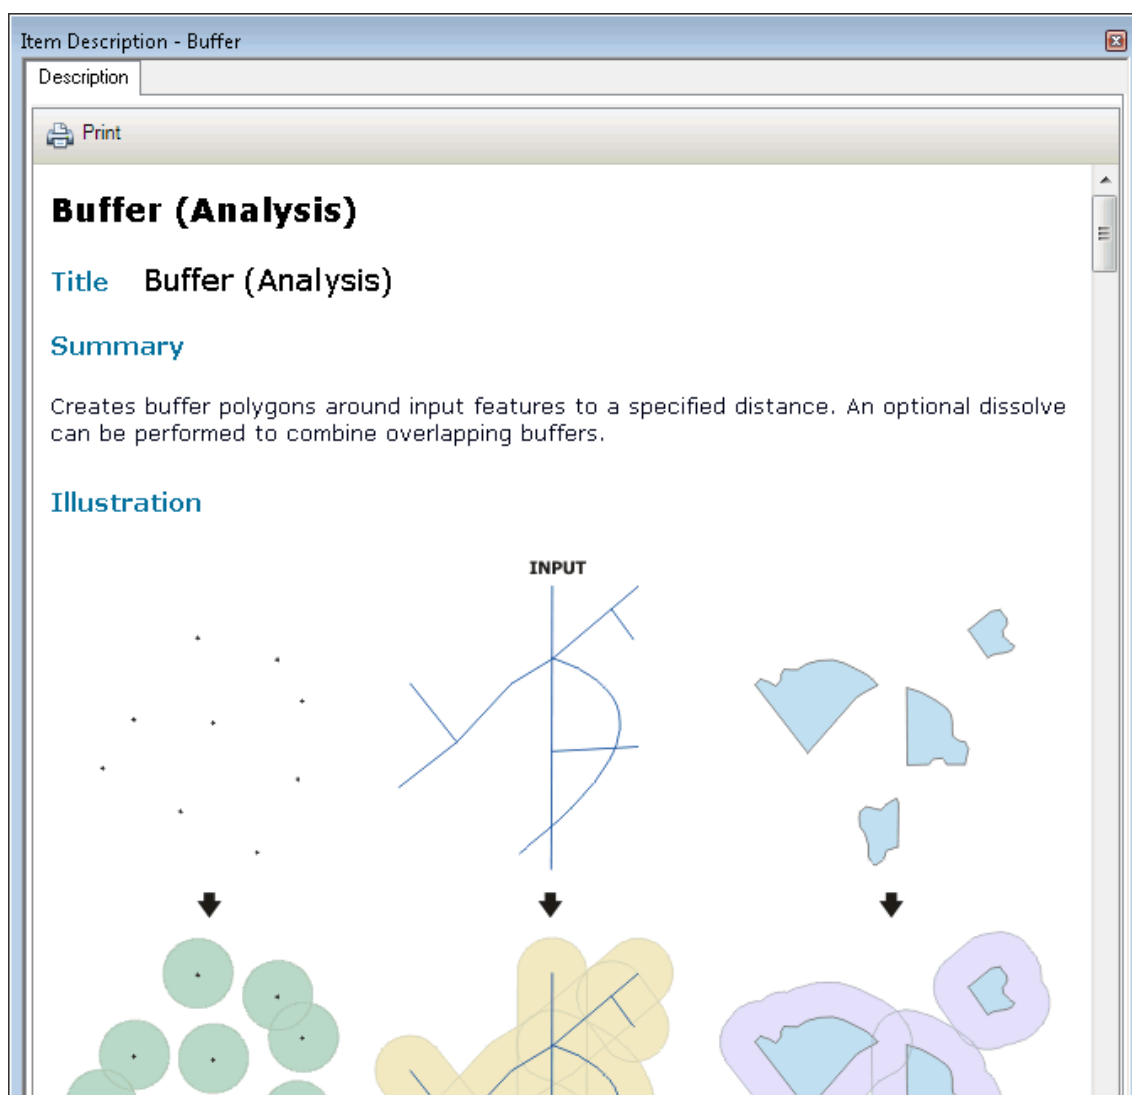 Item Description - Buffer
Description
Print
Buffer (Analysis)
Title Buffer (Analysis)
Summary
Creates buffer polygons around input features to a specified distance. An optional dissolve
can be performed to combine overlapping buffers.
Illustration
INPUT